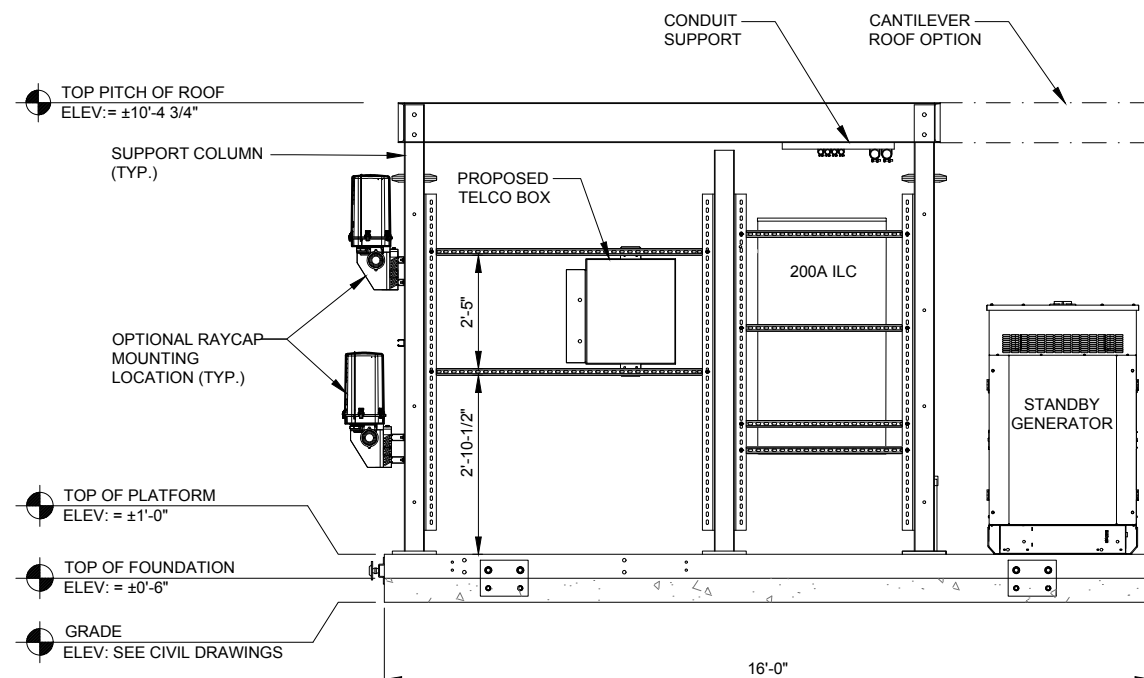 CONDUIT
SUPPORT
CANTILEVER
ROOF OPTION
TOP PITCH OF ROOF
ELEV:= ±10'-4 3/4"
SUPPORT COLUMN
(TYP.)
PROPOSED
TELCO BOX
200A ILC
2'-5"
OPTIONAL RAYCAP
MOUNTING
LOCATION (TYP.)
STANDBY
GENERATOR
2'-10-1/2"
TOP OF PLATFORM
ELEV: = ±1'-0"
TOP OF FOUNDATION
ELEV: = ±0'-6"
GRADE
ELEV: SEE CIVIL DRAWINGS
16'-0"